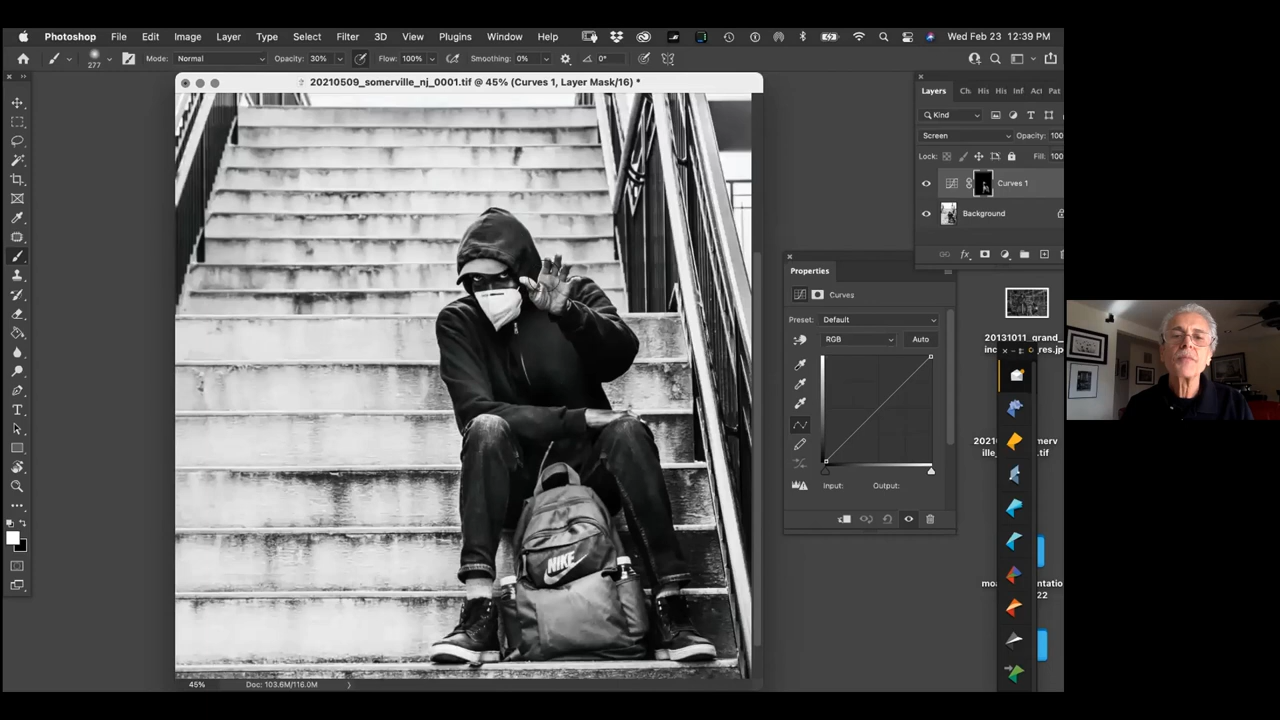 Photoshop File Edit Image Layer Type Select Filter 3D View Plugins Window Help Wed Feb 23 12:39 PM
277 Mode: Normal Opacity: 30% Flow: 100% Smoothing: 0% 0°
20210509_somerville_nj_0001.tif @ 45% (Curves 1, Layer Mask/16) *
Layers Ch His His Inf Act Pat
Kind
Screen Opacity: 100
Lock: Fill: 100
Curves 1
Background
Properties
Curves
Preset: Default
RGB Auto
Input: Output:
20131011_grand_
inc res.jp
2021 merv
ille_ .tif
moa ntatio
22
NIKE
45% Doc: 103.6M/116.0M